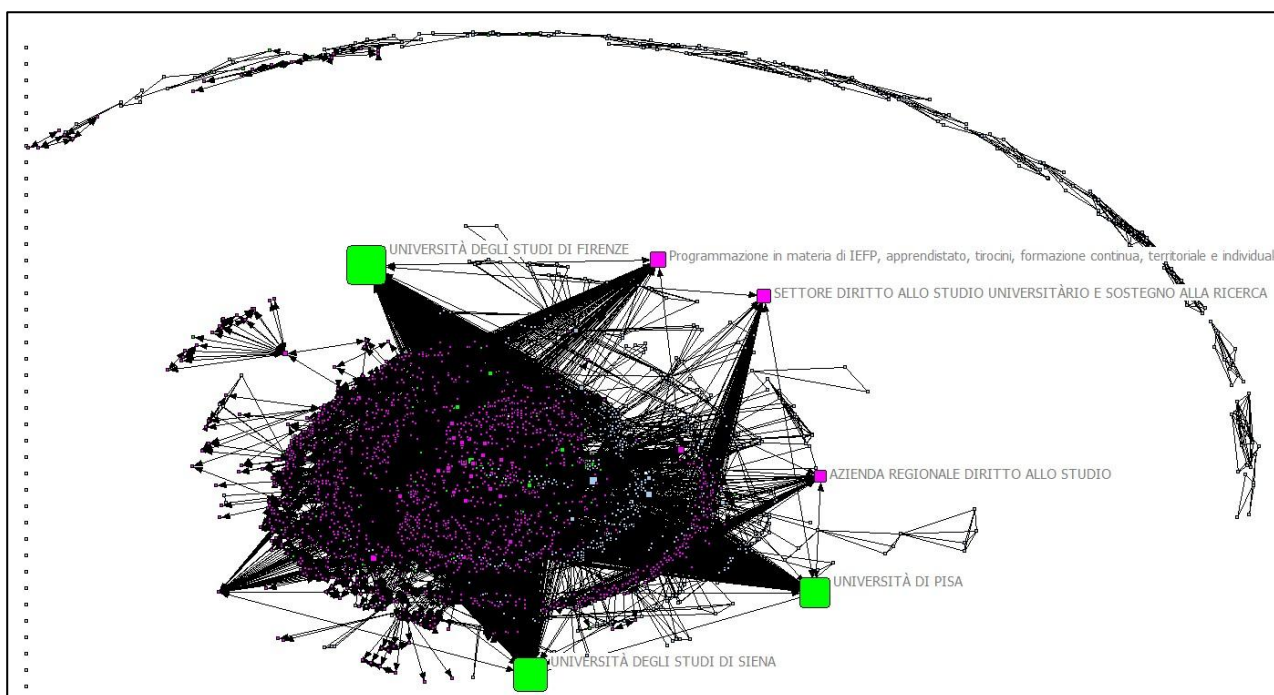 UNIVERSITÀ DEGLI STUDI DI FIRENZE
Programmazione in materia di IEFP, apprendistato, tirocini, formazione continua, territoriale e individual
SETTORE DIRITTO ALLO STUDIO UNIVERSITÀRIO E SOSTEGNO ALLA RICERCA
AZIENDA REGIONALE DIRITTO ALLO STUDIO
UNIVERSITÀ DI PISA
UNIVERSITÀ DEGLI STUDI DI SIENA